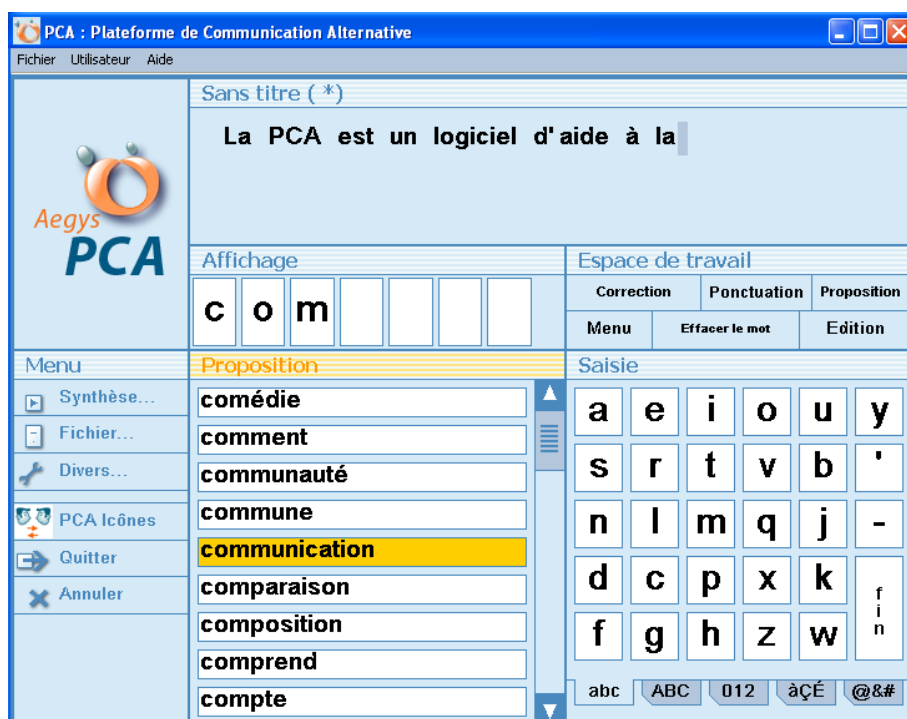 PCA : Plateforme de Communication Alternative
Fichier Utilisateur Aide
Sans titre ( *)
La PCA est un logiciel d'aide à la
Aegys
PCA
Affichage
c o m
Espace de travail
Correction Ponctuation Proposition
Menu Effacer le mot Edition
Menu
Synthèse...
Fichier...
Divers...
PCA Icônes
Quitter
Annuler
Proposition
comédie
comment
communauté
commune
communication
comparaison
composition
comprend
compte
Saisie
a e i o u y
s r t v b '
n l m q j -
d c p x k
f g h z w
fin
abc ABC 012 àÇÉ @&#